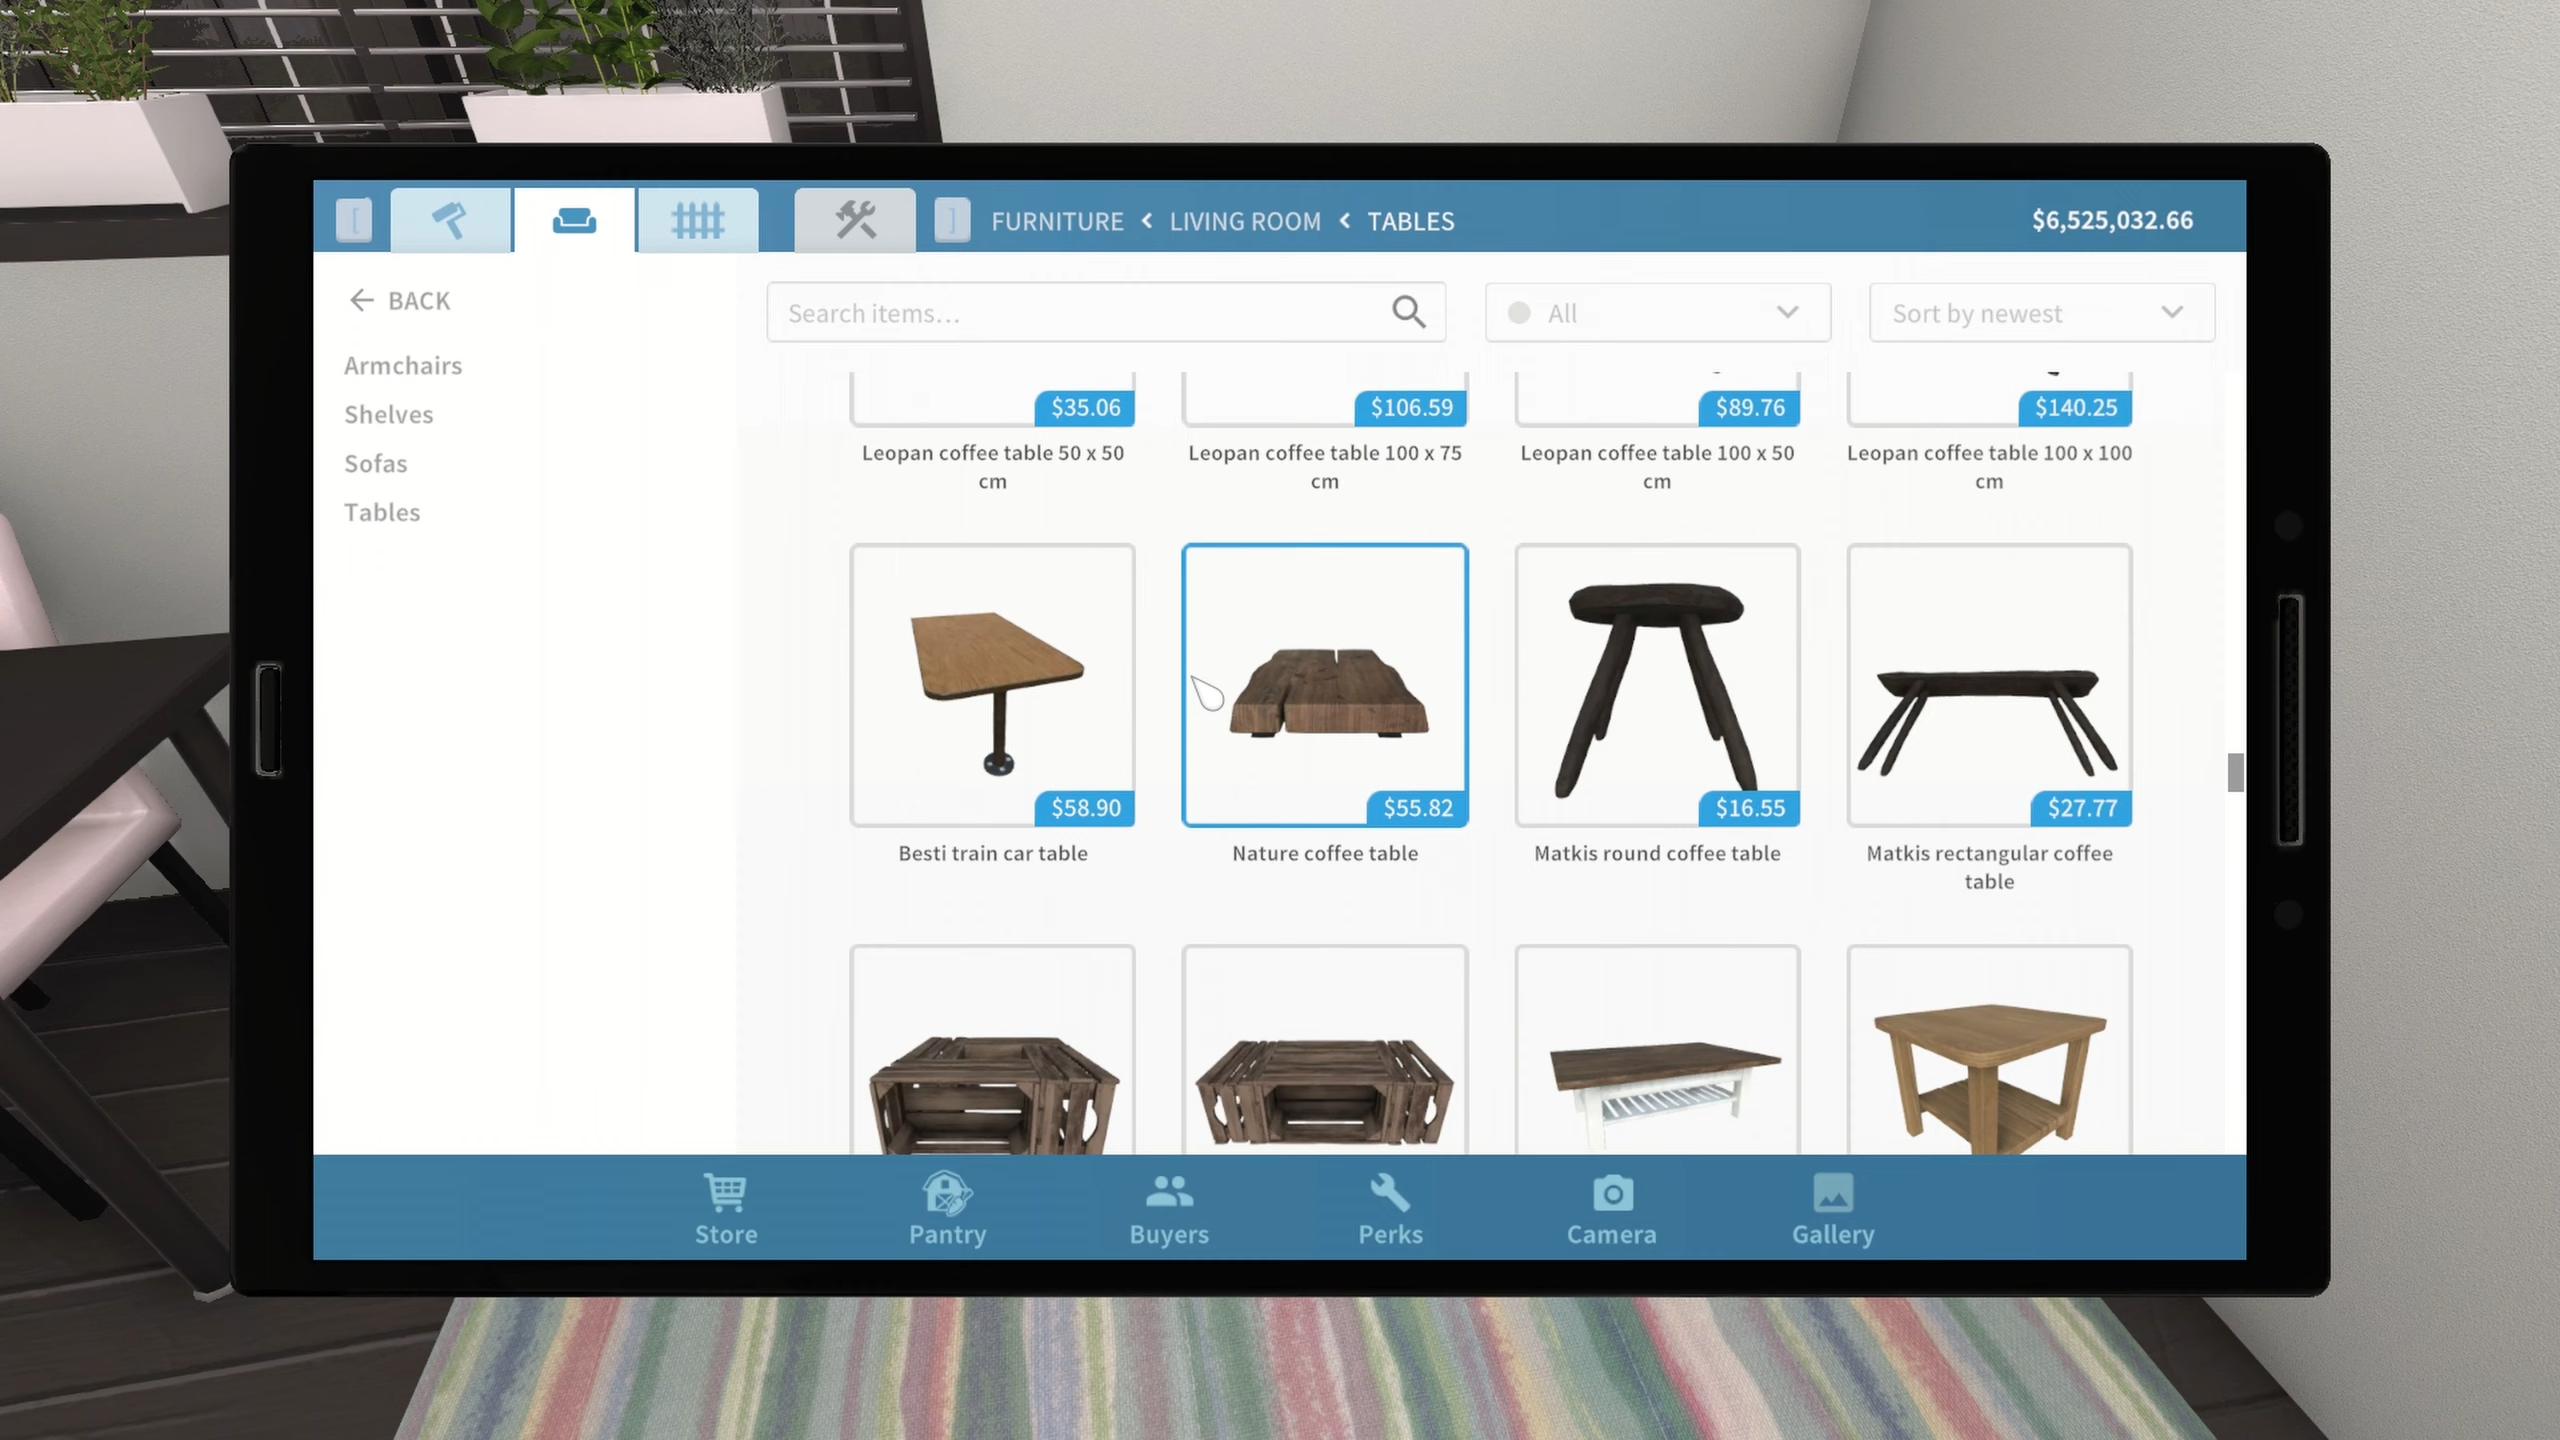 [
]
FURNITURE < LIVING ROOM < TABLES
$6,525,032.66
BACK
Search items...
All
Sort by newest
Armchairs
Shelves
Sofas
Tables
$35.06
$106.59
$89.76
$140.25
Leopan coffee table 50 x 50
cm
Leopan coffee table 100 x 75
cm
Leopan coffee table 100 x 50
cm
Leopan coffee table 100 x 100
cm
$58.90
$55.82
$16.55
$27.77
Besti train car table
Nature coffee table
Matkis round coffee table
Matkis rectangular coffee
table
Store
Pantry
Buyers
Perks
Camera
Gallery